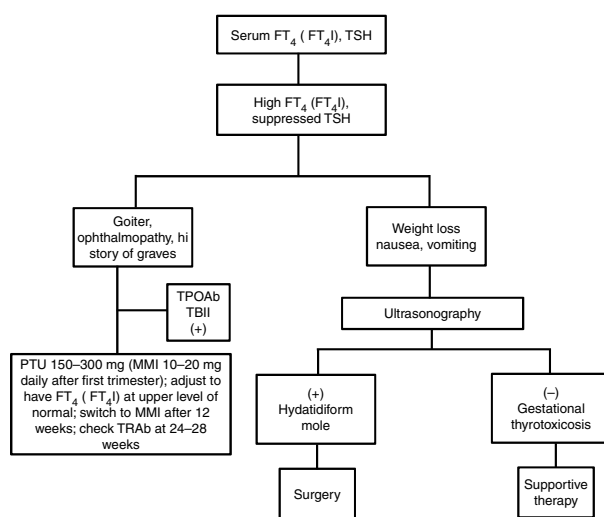 Serum FT4 ( FT4I), TSH
High FT4 (FT4I),
suppressed TSH
Goiter,
ophthalmopathy, hi
story of graves
TPOAb
TBII
(+)
PTU 150–300 mg (MMI 10–20 mg
daily after first trimester); adjust to
have FT4 ( FT4I) at upper level of
normal; switch to MMI after 12
weeks; check TRAb at 24–28
weeks
Weight loss
nausea, vomiting
Ultrasonography
(+)
Hydatidiform
mole
Surgery
(–)
Gestational
thyrotoxicosis
Supportive
therapy